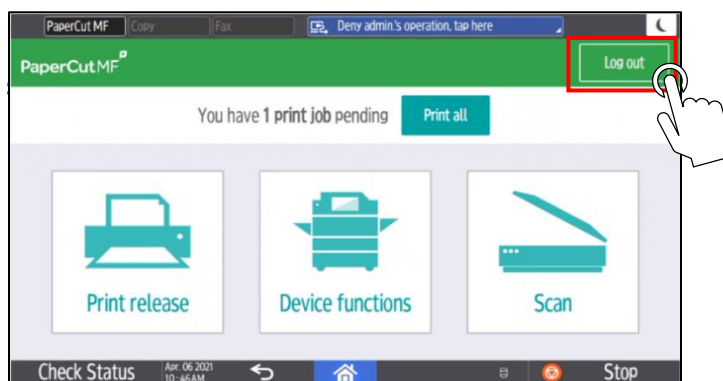 PaperCut MF Copy Fax Deny admin.'s operation, tap here
PaperCut MF Log out
You have 1 print job pending Print all
Print release Device functions Scan
Check Status Apr. 06 2021 Stop
10:46AM